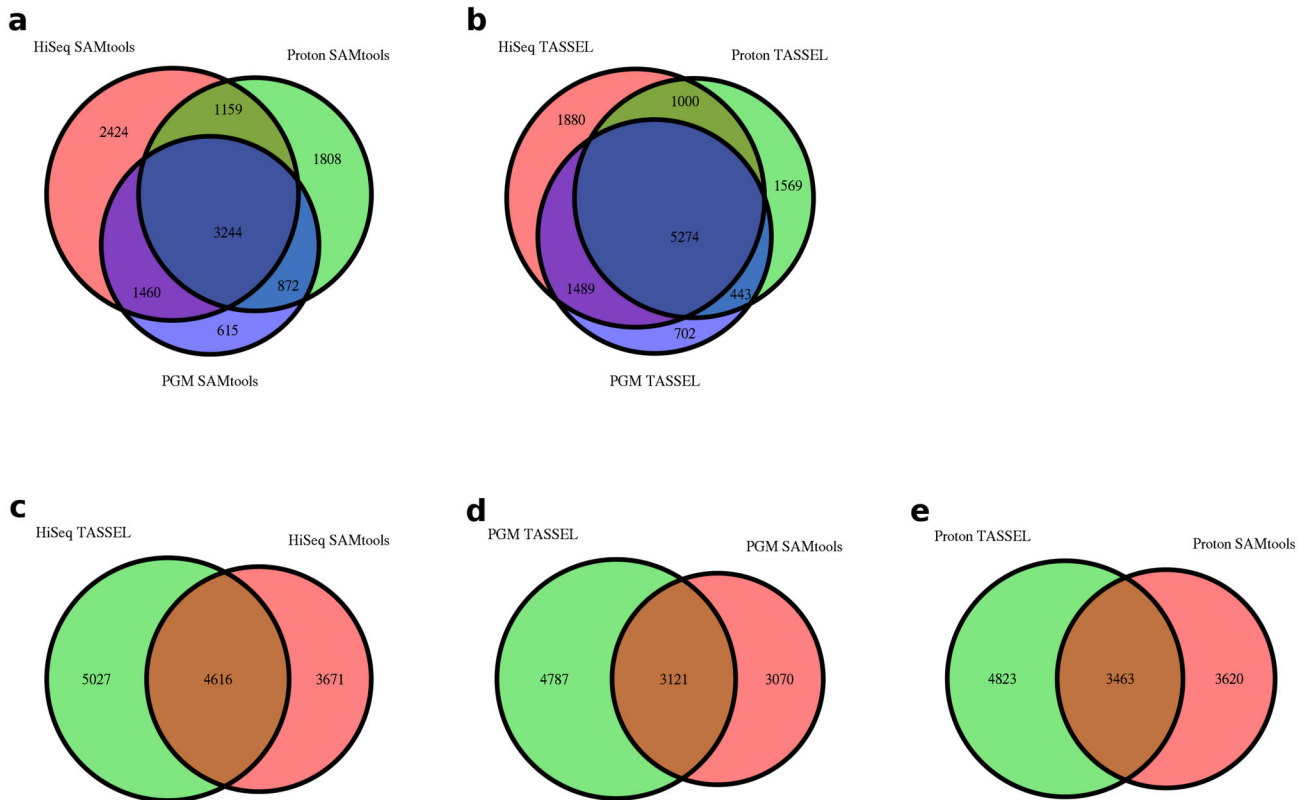 a
HiSeq SAMtools
Proton SAMtools
1159
2424
1808
3244
872
1460
615
PGM SAMtools
b
HiSeq TASSEL
Proton TASSEL
1000
1880
1569
5274
1489
443
702
PGM TASSEL
c
HiSeq TASSEL
HiSeq SAMtools
5027
4616
3671
d
PGM TASSEL
PGM SAMtools
4787
3121
3070
e
Proton TASSEL
Proton SAMtools
4823
3463
3620